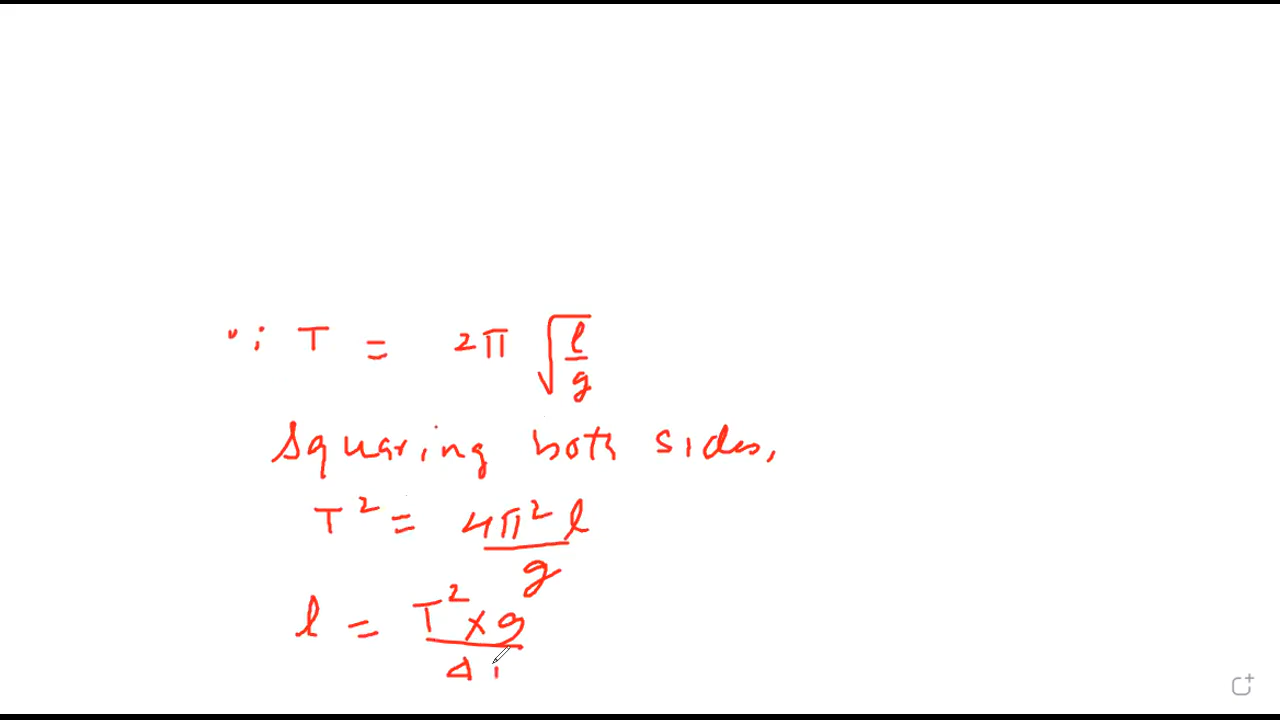 ∵ T = 2π √(l/g)
Squaring both sides,
T² = 4π²l/g
l = T²×g/4